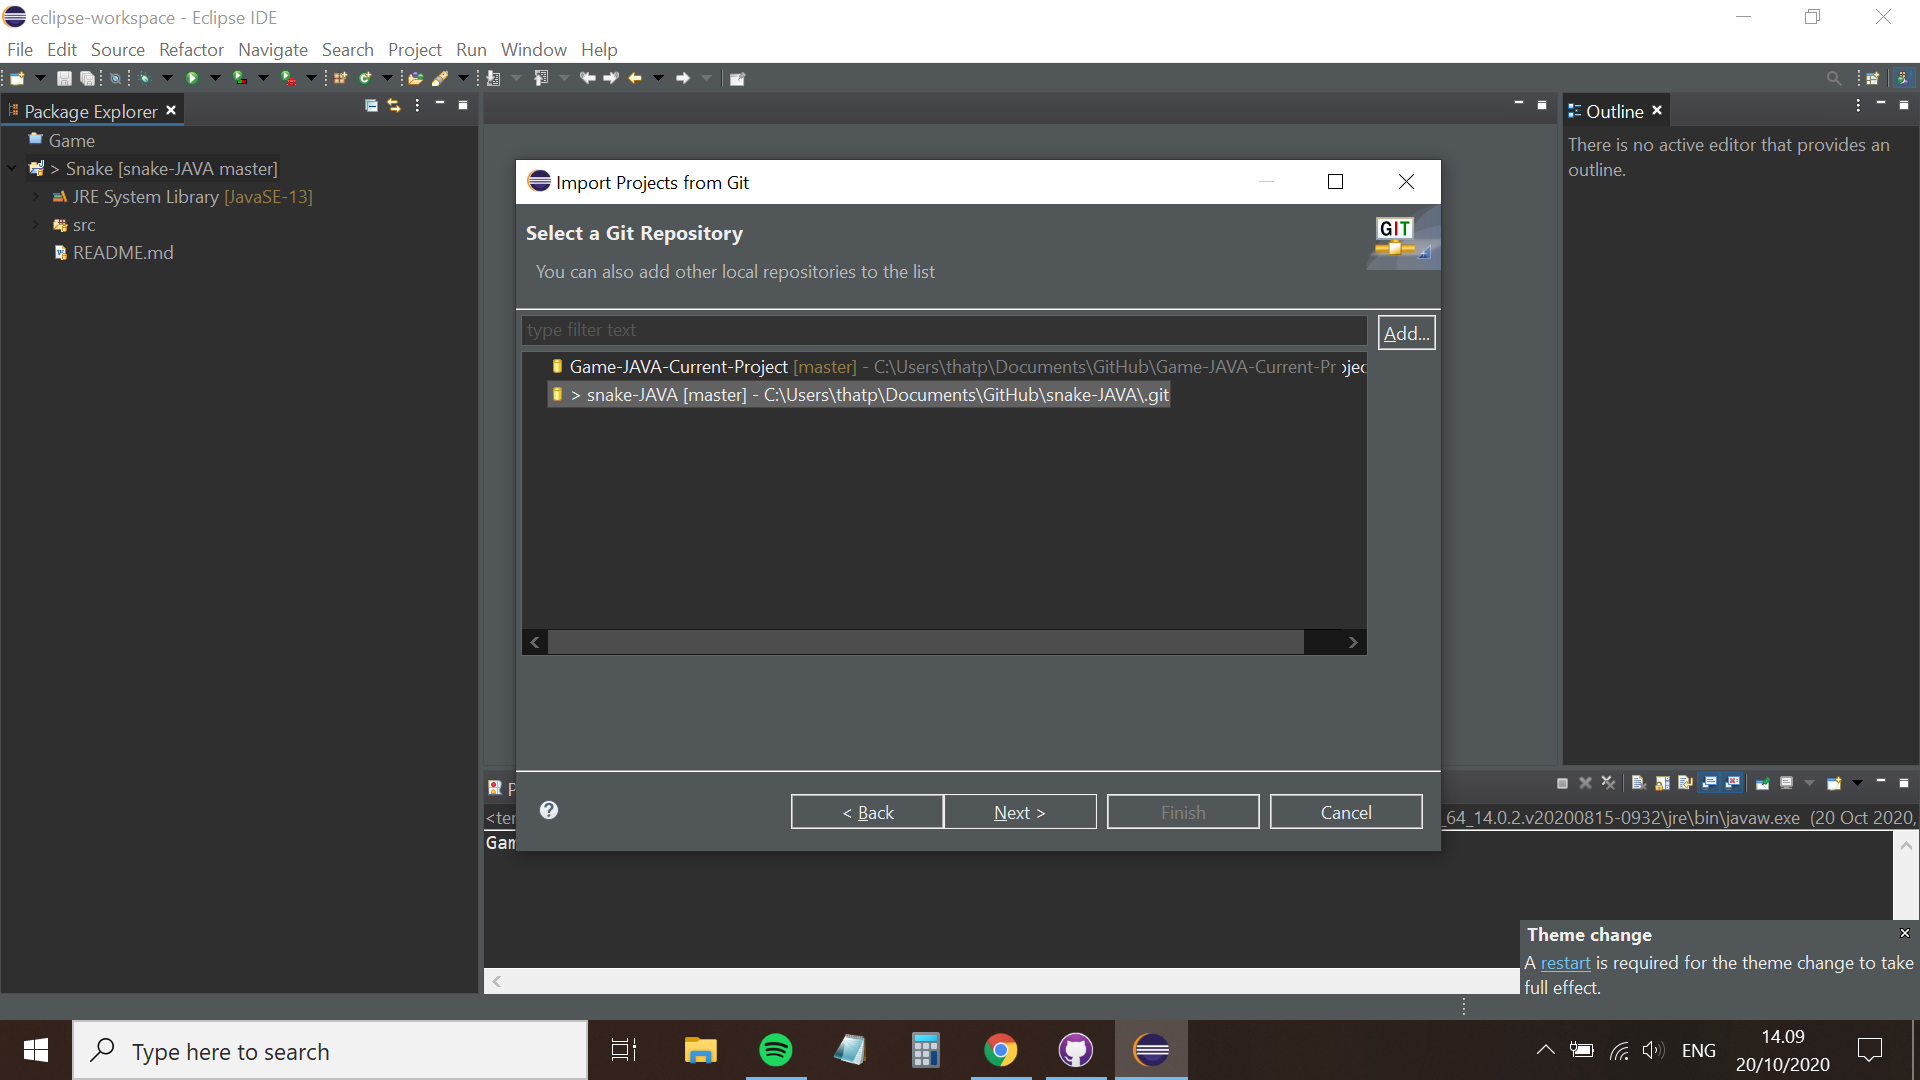 eclipse-workspace - Eclipse IDE
File Edit Source Refactor Navigate Search Project Run Window Help
Package Explorer
Game
> Snake [snake-JAVA master]
JRE System Library [JavaSE-13]
src
README.md
Import Projects from Git
Select a Git Repository
GIT
You can also add other local repositories to the list
type filter text
Add...
Game-JAVA-Current-Project [master] - C:\Users\thatp\Documents\GitHub\Game-JAVA-Current-Pr ojec
> snake-JAVA [master] - C:\Users\thatp\Documents\GitHub\snake-JAVA\.git
< Back
Next >
Finish
Cancel
Outline
There is no active editor that provides an
outline.
P
<ter
_64_14.0.2.v20200815-0932\jre\bin\javaw.exe (20 Oct 2020,
Gam
Theme change
A restart is required for the theme change to take
full effect.
Type here to search
ENG
14.09
20/10/2020